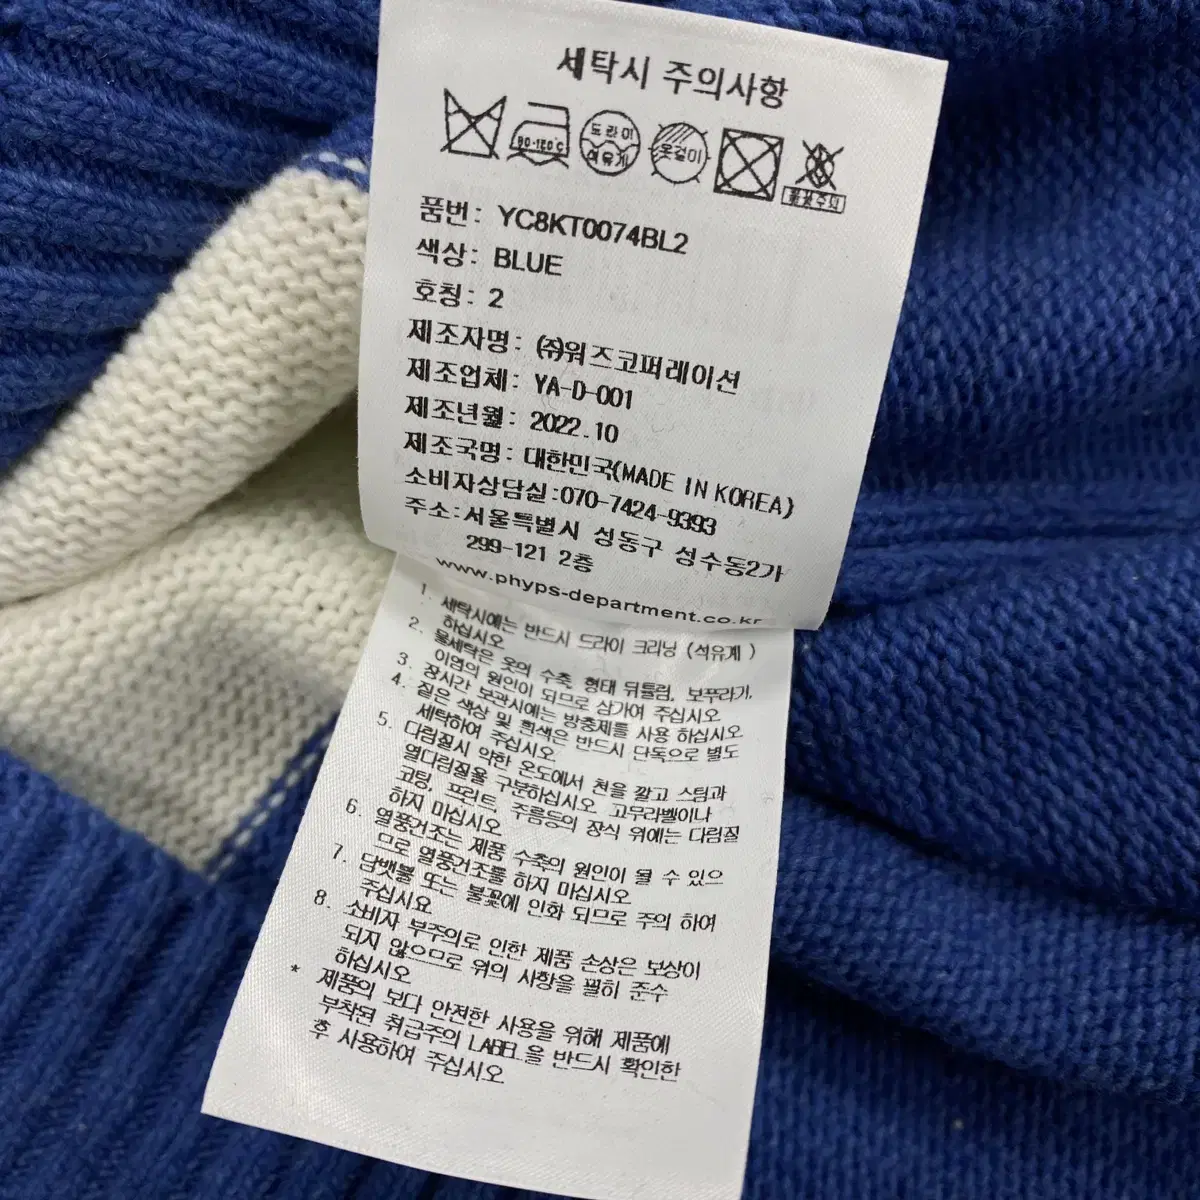 세탁시 주의사항
80-120℃ 드라이 석유계 옷걸이 불꽃주의
품번: YC8KT0074BL2
색상: BLUE
호칭: 2
제조자명: ㈜워즈코퍼레이션
제조업체: YA-D-001
제조년월: 2022.10
제조국명: 대한민국(MADE IN KOREA)
소비자상담실:070-7424-9393
주소:서울특별시 성동구 성수동2가
299-121 2층
www.phyps-department.co.kr
1. 세탁시에는 반드시 드라이 크리닝 (석유계 )
하십시오
2. 물세탁은 옷의 수축, 형태 뒤틀림, 보푸라기,
이염의 원인이 되므로 삼가여 주십시오
3. 장시간 보관시에는 방충제를 사용 하십시오
4. 짙은 색상 및 흰색은 반드시 단독으로 별도
세탁하여 주십시오
5. 다림질시 약한 온도에서 천을 깔고 스팀과
열다림질을 구분하십시오 고무라벨이나
코팅, 프린트, 주름등의 장식 위에는 다림질
하지 마십시오
6. 열풍건조는 제품 수축의 원인이 될 수 있으
므로 열풍건조를 하지 마십시오
7. 담뱃불 또는 불꽃에 인화 되므로 주의 하여
주십시요
8. 소비자 부주의로 인한 제품 손상은 보상이
되지 않으므로 위의 사항을 필히 준수
하십시오
* 제품의 보다 안전한 사용을 위해 제품에
부착된 취급주의 LABEL을 반드시 확인한
후 사용하여 주십시오